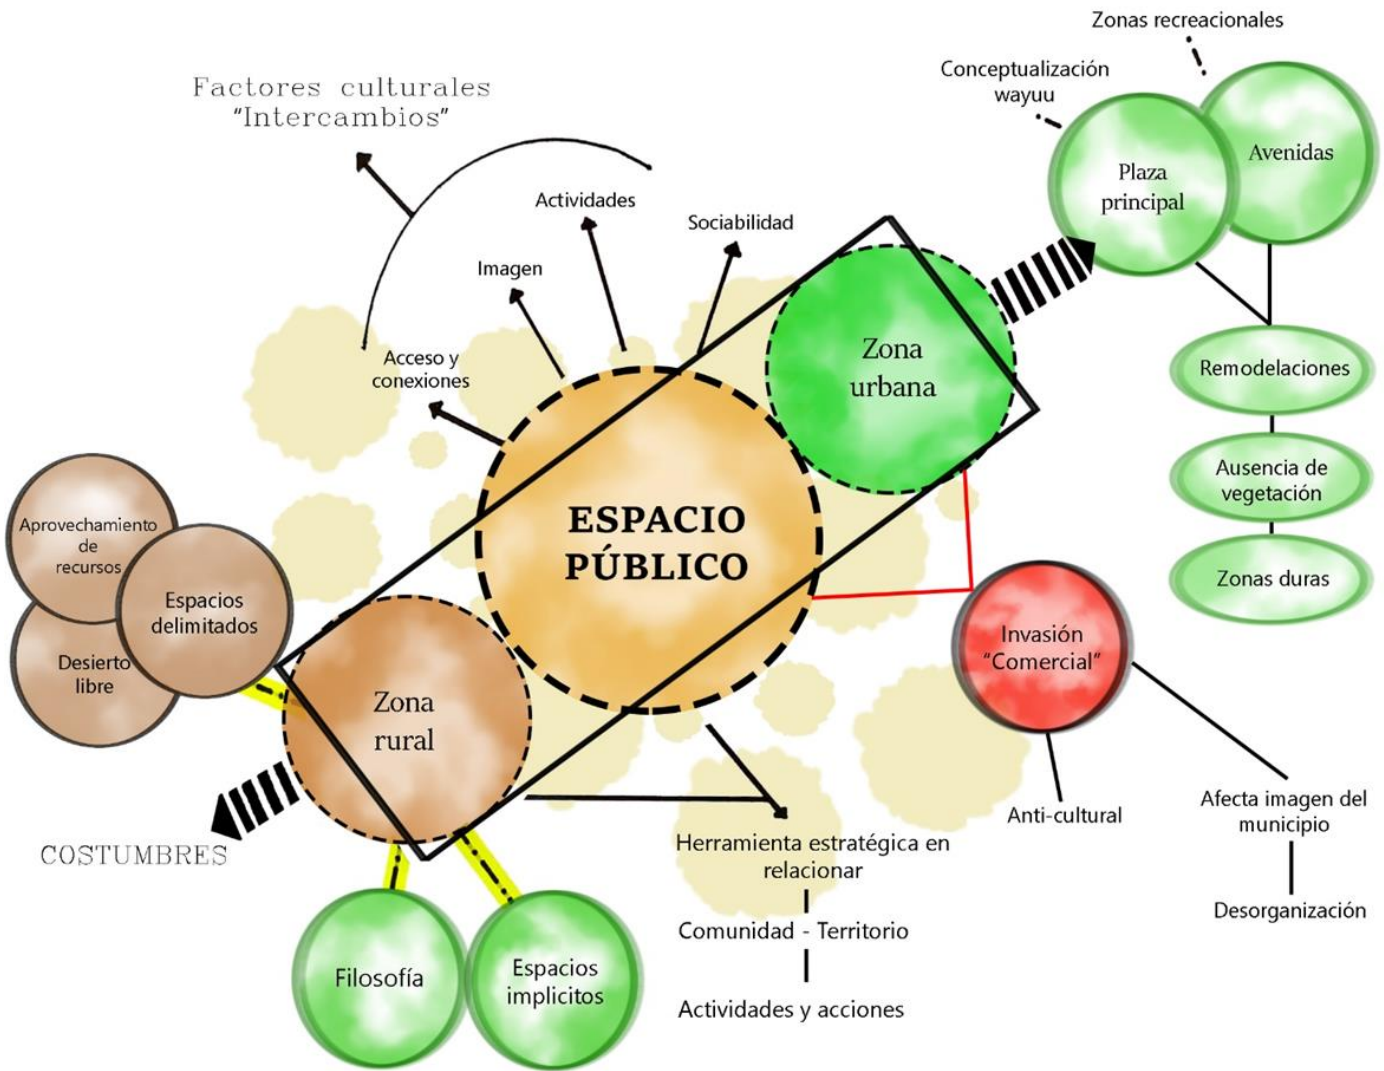 Zonas recreacionales
Conceptualización
wayuu
Factores culturales
“Intercambios”
Plaza
principal
Avenidas
Actividades
Sociabilidad
Imagen
Acceso y
conexiones
Zona
urbana
Remodelaciones
Ausencia de
vegetación
Zonas duras
ESPACIO
PÚBLICO
Aprovechamiento
de
recursos
Espacios
delimitados
Desierto
libre
Zona
rural
Invasión
“Comercial”
Anti-cultural
Afecta imagen del
municipio
Desorganización
COSTUMBRES
Herramienta estratégica en
relacionar
Comunidad - Territorio
Actividades y acciones
Filosofía
Espacios
implicitos